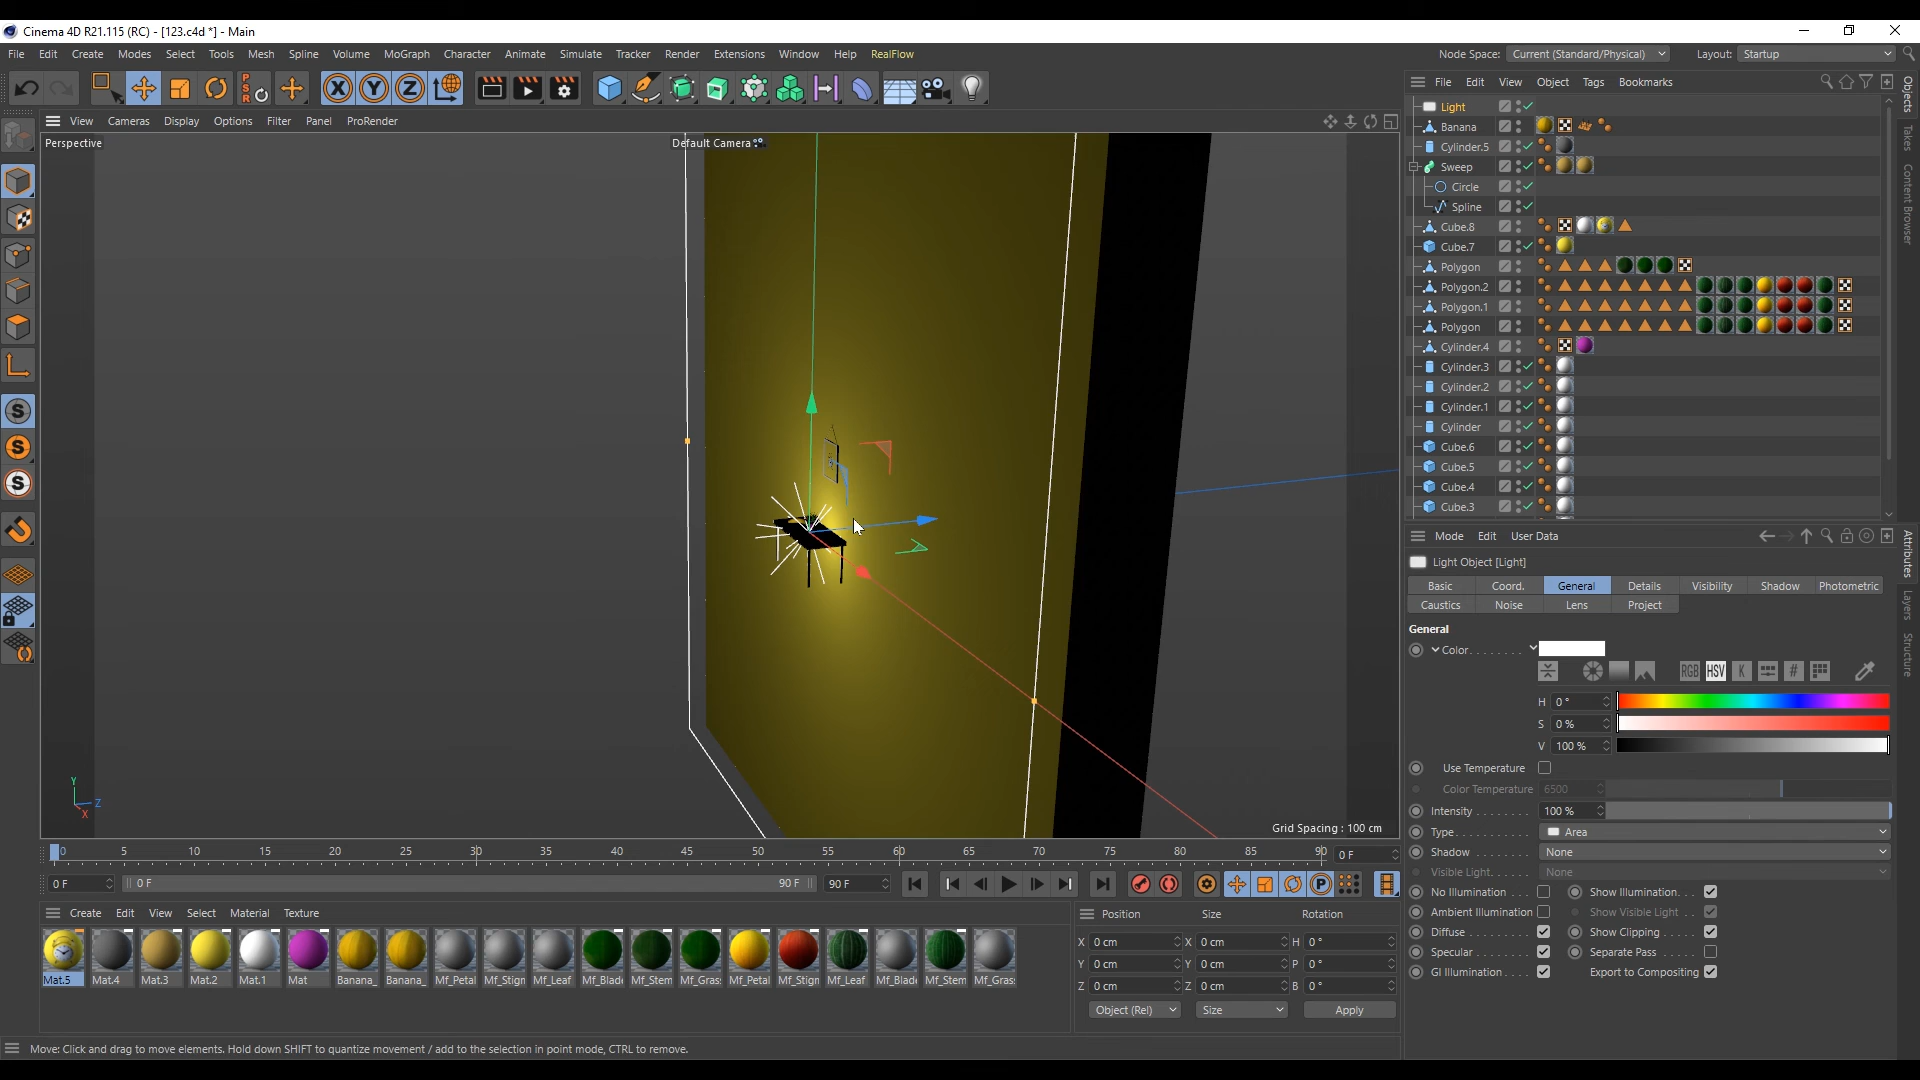 Cinema 4D R21.115 (RC) - [123.c4d *] - Main
File Edit Create Modes Select Tools Mesh Spline Volume MoGraph Character Animate Simulate Tracker Render Extensions Window Help RealFlow
Node Space: Current (Standard/Physical) Layout: Startup
X Y Z
PSR
File Edit View Object Tags Bookmarks
View Cameras Display Options Filter Panel ProRender
Perspective
Default Camera
Light
Banana
Cylinder.5
Sweep
Circle
Spline
Cube.8
Cube.7
Polygon
Polygon.2
Polygon.1
Polygon
Cylinder.4
Cylinder.3
Cylinder.2
Cylinder.1
Cylinder
Cube.6
Cube.5
Cube.4
Cube.3
Objects
Takes
Content Browser
Attributes
Layers
Structure
Mode Edit User Data
Light Object [Light]
Basic Coord. General Details Visibility Shadow Photometric
Caustics Noise Lens Project
General
Color
RGB HSV K #
H 0 °
S 0 %
V 100 %
Use Temperature
Color Temperature 6500
Intensity 100 %
Type Area
Shadow None
Visible Light. None
No Illumination Show Illumination
Ambient Illumination Show Visible Light
Diffuse Show Clipping
Specular Separate Pass
GI Illumination Export to Compositing
Y
Z
X
Grid Spacing : 100 cm
0 5 10 15 20 25 30 35 40 45 50 55 60 65 70 75 80 85 90 0 F
0 F 0 F 90 F 90 F
Create Edit View Select Material Texture
Mat.5 Mat.4 Mat.3 Mat.2 Mat.1 Mat Banana_ Banana_ Mf_Petal Mf_Stign Mf_Leaf Mf_Blade Mf_Stem Mf_Gras: Mf_Petal Mf_Stign Mf_Leaf Mf_Blade Mf_Stem Mf_Gras:
Position Size Rotation
X 0 cm X 0 cm H 0 °
Y 0 cm Y 0 cm P 0 °
Z 0 cm Z 0 cm B 0 °
Object (Rel) Size Apply
Move: Click and drag to move elements. Hold down SHIFT to quantize movement / add to the selection in point mode, CTRL to remove.